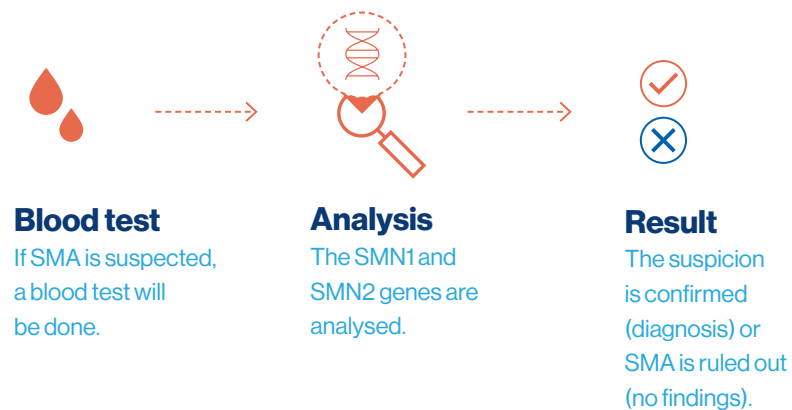 Blood test
If SMA is suspected,
a blood test will
be done.
Analysis
The SMN1 and
SMN2 genes are
analysed.
Result
The suspicion
is confirmed
(diagnosis) or
SMA is ruled out
(no findings).